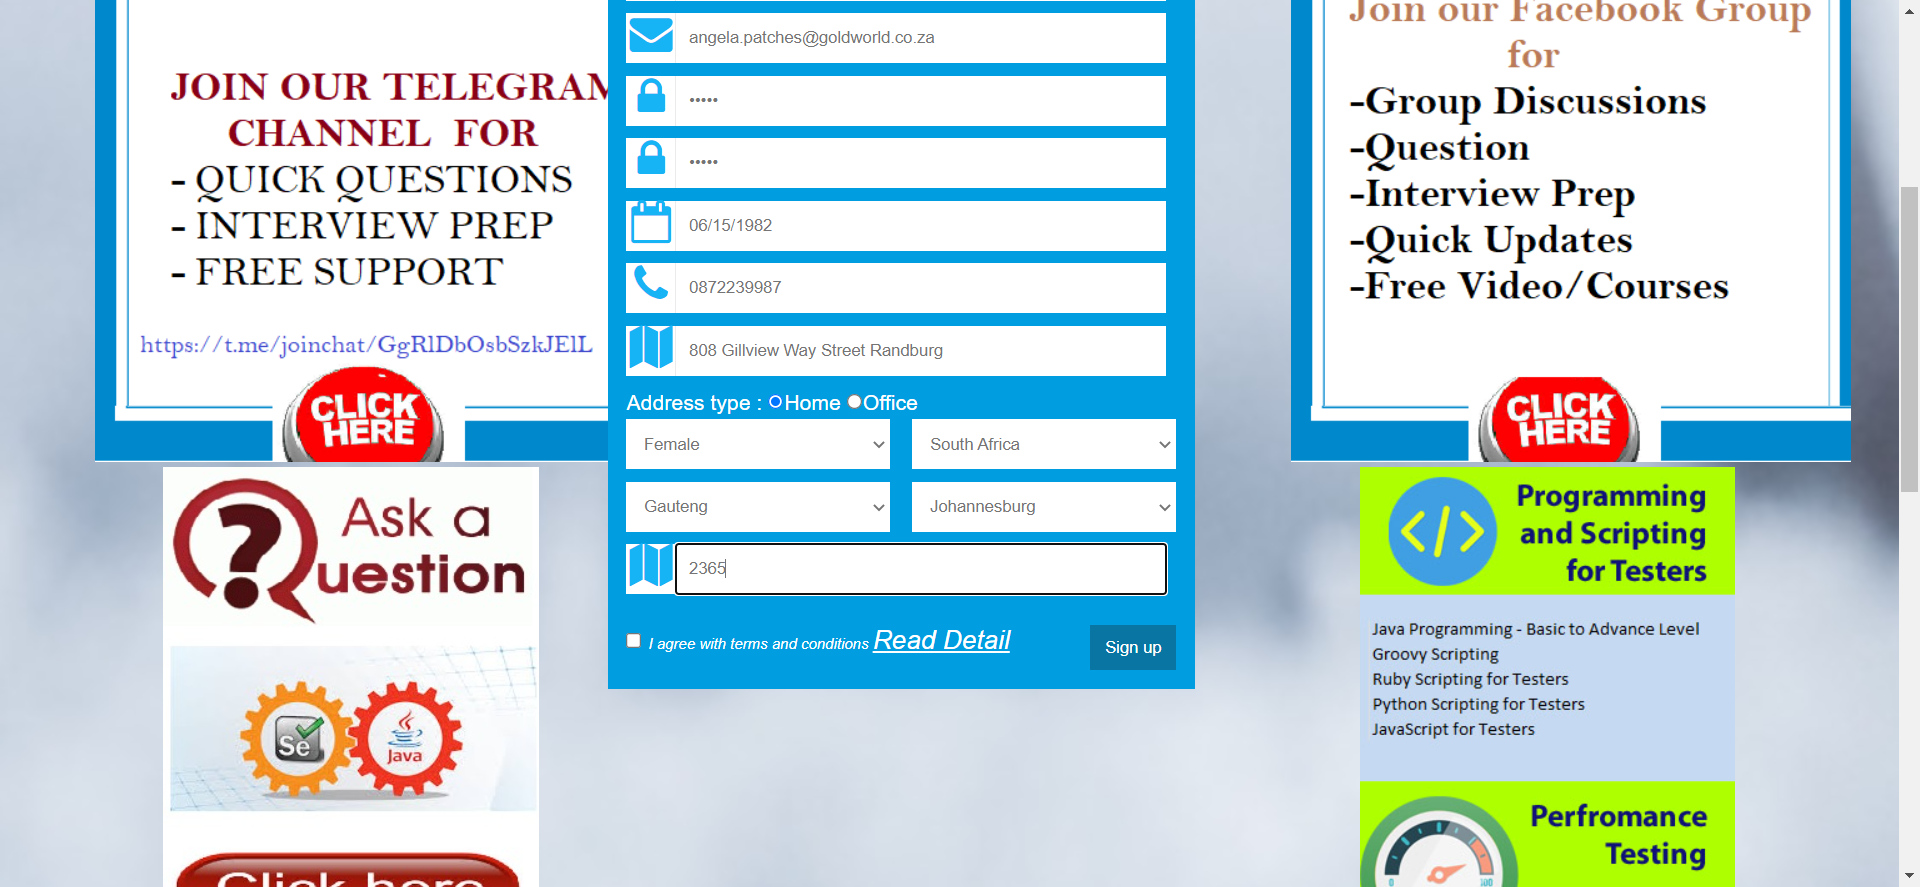 JOIN OUR TELEGRAM
CHANNEL FOR
- QUICK QUESTIONS
- INTERVIEW PREP
- FREE SUPPORT
https://t.me/joinchat/GgRlDbOsbSzkJElL
CLICK
HERE
Ask a
Question
Se
Java
Click here
angela.patches@goldworld.co.za
•••••
•••••
06/15/1982
0872239987
808 Gillview Way Street Randburg
Address type : Home Office
Female
South Africa
Gauteng
Johannesburg
2365
I agree with terms and conditions Read Detail
Sign up
Join our Facebook Group
for
-Group Discussions
-Question
-Interview Prep
-Quick Updates
-Free Video/Courses
CLICK
HERE
</>
Programming
and Scripting
for Testers
Java Programming - Basic to Advance Level
Groovy Scripting
Ruby Scripting for Testers
Python Scripting for Testers
JavaScript for Testers
Perfromance
Testing
0
100